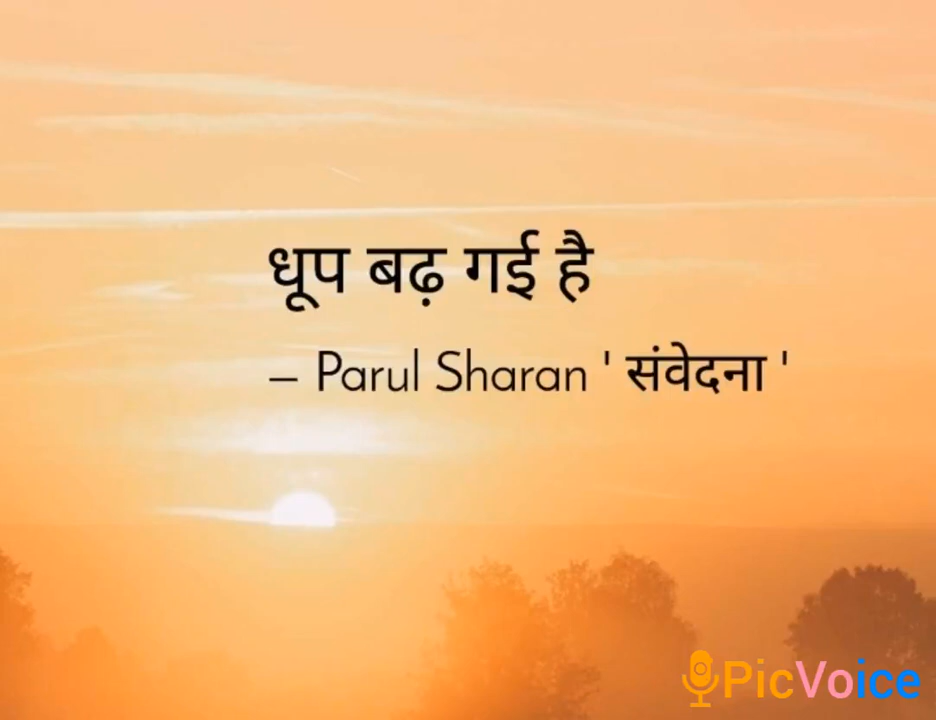 धूप बढ़ गई है
– Parul Sharan ' संवेदना '
PicVoice